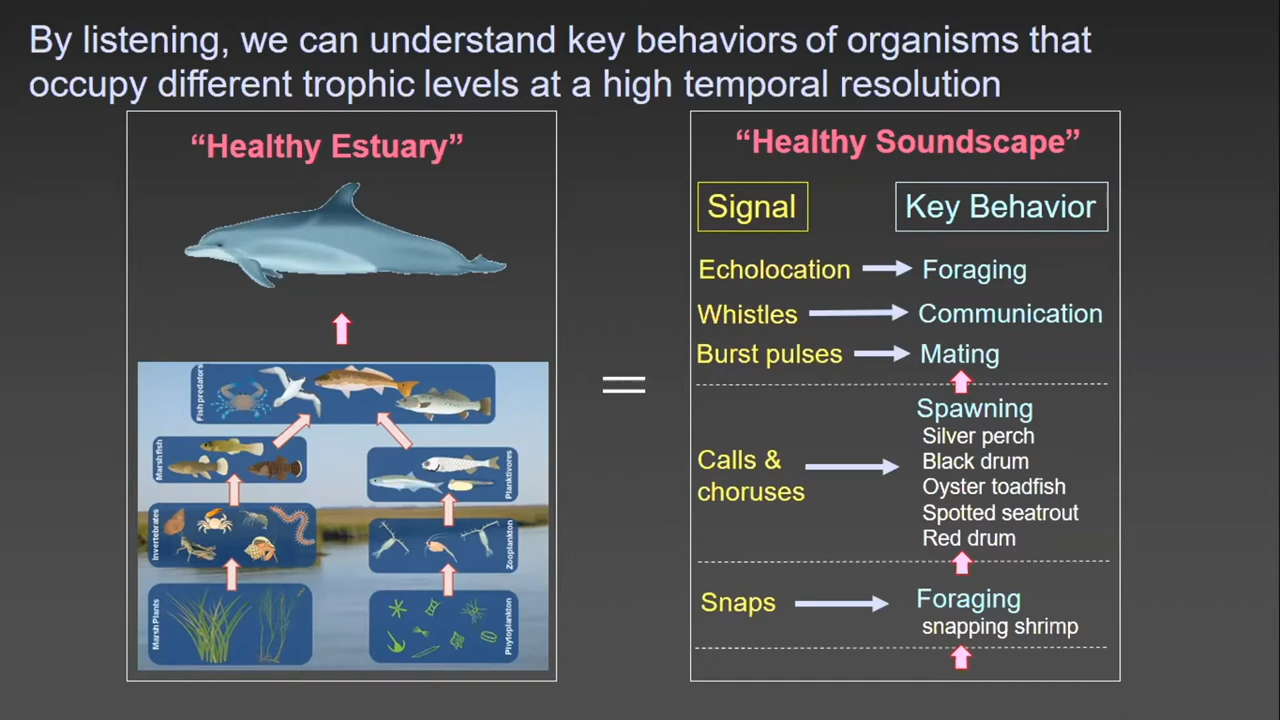 By listening, we can understand key behaviors of organisms that
occupy different trophic levels at a high temporal resolution
“Healthy Estuary”
Fish predators
Marsh fish
Planktivores
Invertebrates
Zooplankton
Marsh Plants
Phytoplankton
=
“Healthy Soundscape”
Signal Key Behavior
Echolocation Foraging
Whistles Communication
Burst pulses Mating
Calls &
choruses
Spawning
Silver perch
Black drum
Oyster toadfish
Spotted seatrout
Red drum
Snaps Foraging
snapping shrimp